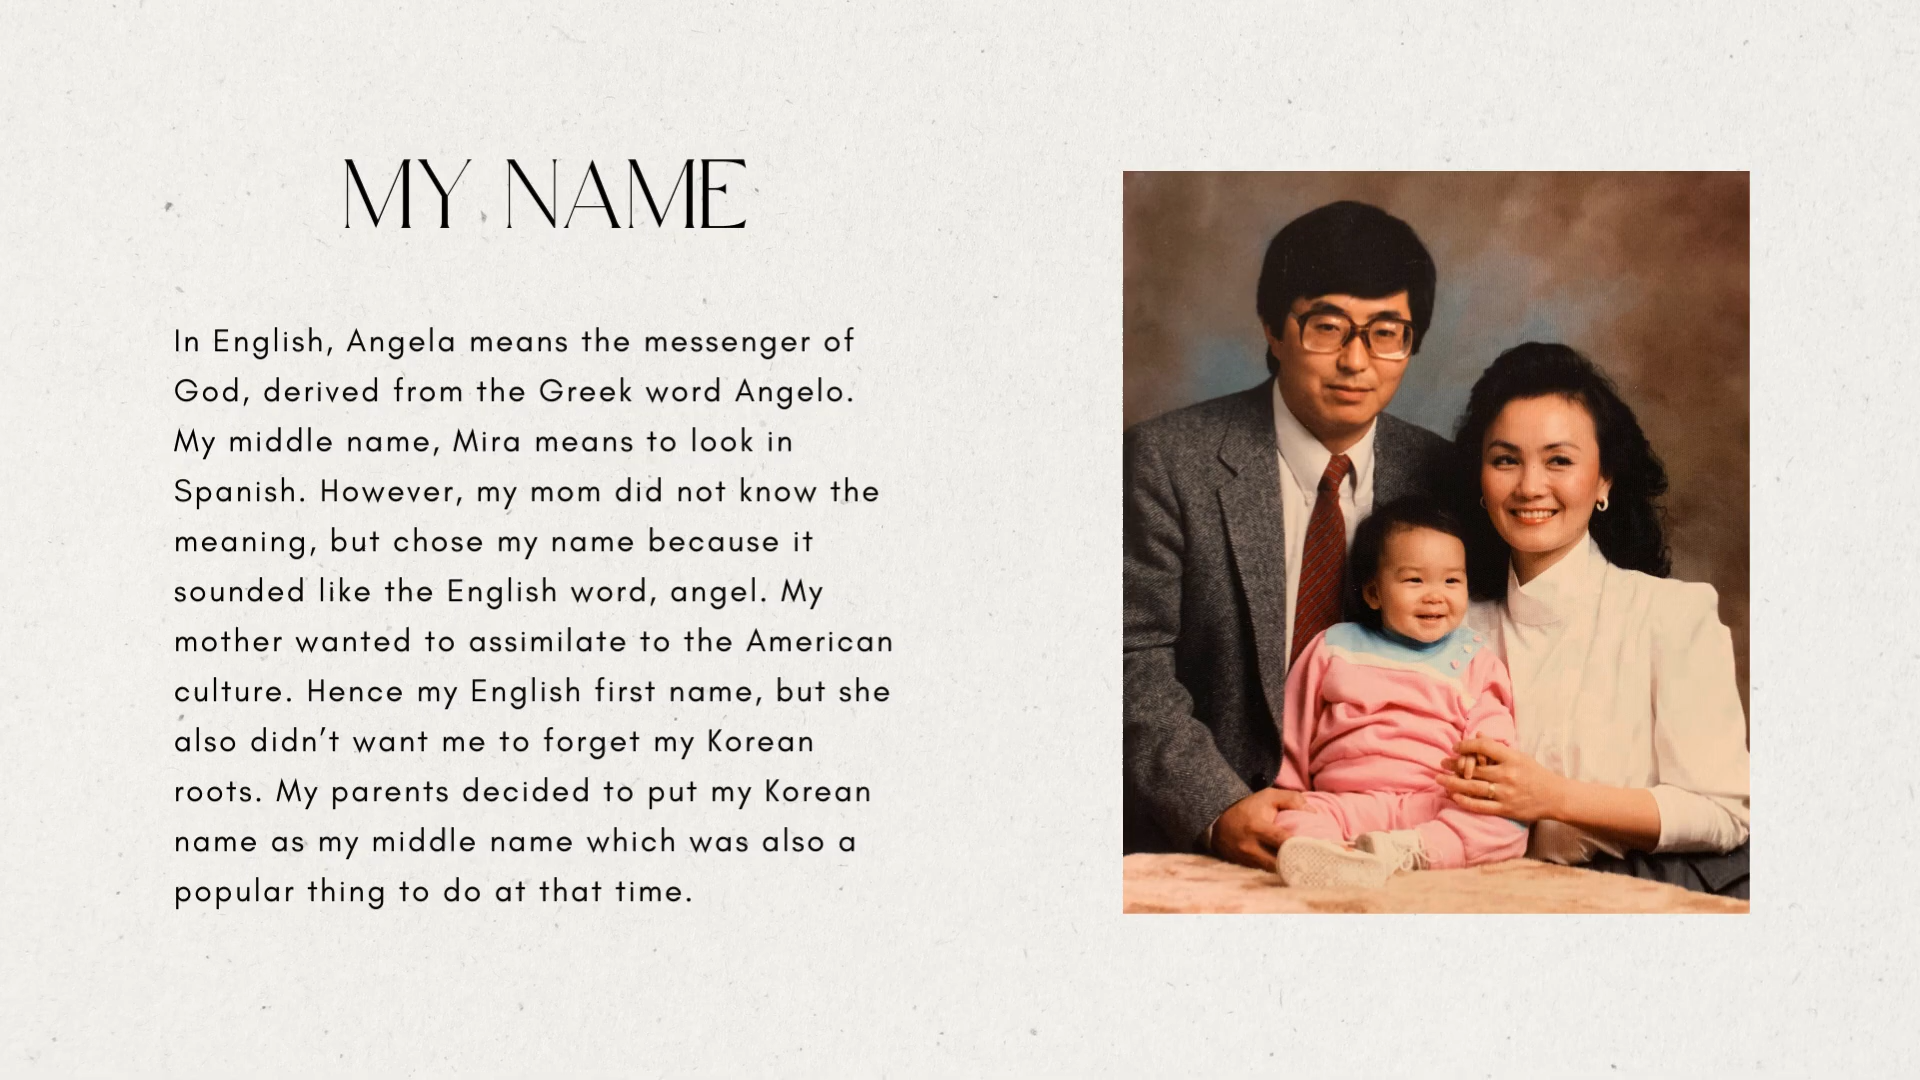 MY NAME
In English, Angela means the messenger of
God, derived from the Greek word Angelo.
My middle name, Mira means to look in
Spanish. However, my mom did not know the
meaning, but chose my name because it
sounded like the English word, angel. My
mother wanted to assimilate to the American
culture. Hence my English first name, but she
also didn’t want me to forget my Korean
roots. My parents decided to put my Korean
name as my middle name which was also a
popular thing to do at that time.